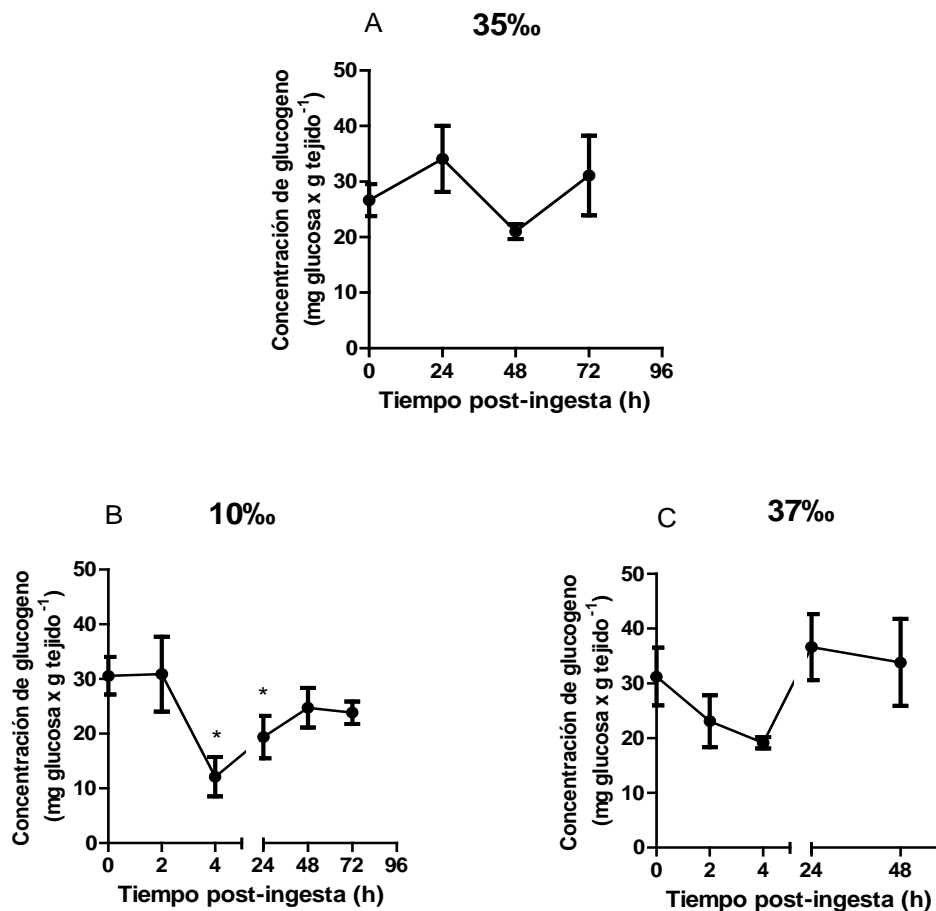 A 35‰
Concentración de glucogeno
(mg glucosa x g tejido⁻¹)
50
40
30
20
10
0
0 24 48 72 96
Tiempo post-ingesta (h)
B 10‰
Concentración de glucogeno
(mg glucosa x g tejido⁻¹)
50
40
30
20
10
0
* *
0 2 4 24 48 72 96
Tiempo post-ingesta (h)
C 37‰
Concentración de glucogeno
(mg glucosa x g tejido⁻¹)
50
40
30
20
10
0
0 2 4 24 48
Tiempo post-ingesta (h)